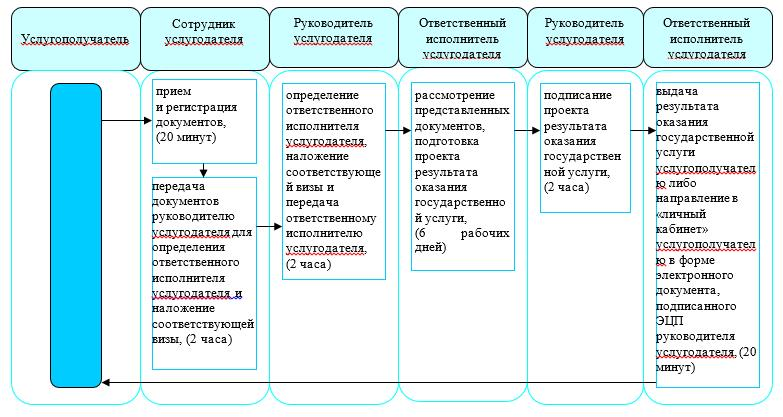 Услугополучатель
Сотрудник
услугодателя
Руководитель
услугодателя
Ответственный
исполнитель
услугодателя
Руководитель
услугодателя
Ответственный
исполнитель
услугодателя
прием
и регистрация
документов,
(20 минут)
передача
документов
руководителю
услугодателя для
определения
ответственного
исполнителя
услугодателя и
наложение
соответствующей
визы, (2 часа)
определение
ответственного
исполнителя
услугодателя,
наложение
соответствующе
й визы и
передача
ответственному
исполнителю
услугодателя,
(2 часа)
рассмотрение
представленных
документов,
подготовка
проекта
результата
оказания
государственно
й услуги,
(6 рабочих
дней)
подписание
проекта
результата
оказания
государствен
ной услуги,
(2 часа)
выдача
результата
оказания
государственной
услуги
услугополучател
ю либо
направление в
«личный
кабинет»
услугополучател
ю в форме
электронного
документа,
подписанного
ЭЦП
руководителя
услугодателя, (20
минут)